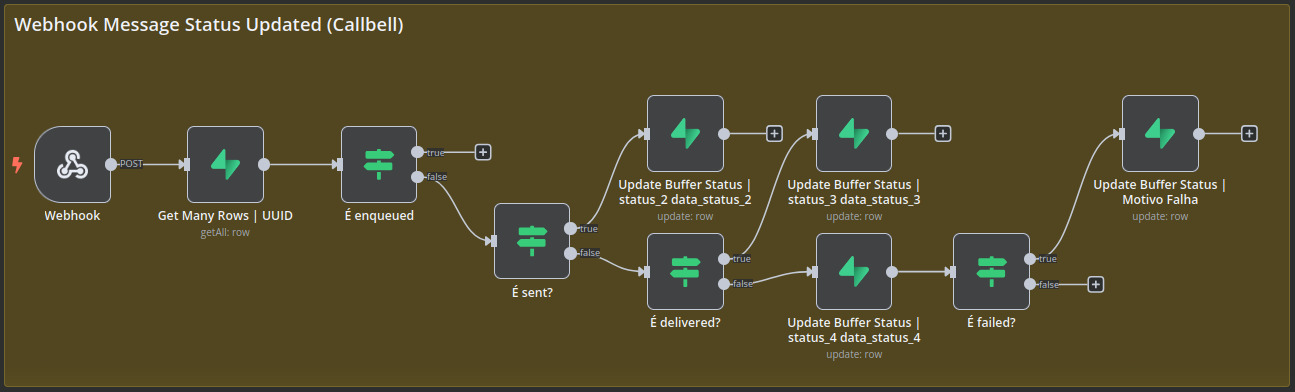 Webhook Message Status Updated (Callbell)
POST
Webhook
Get Many Rows | UUID
getAll: row
true
false
É enqueued
true
false
É sent?
Update Buffer Status |
status_2 data_status_2
update: row
true
false
É delivered?
Update Buffer Status |
status_3 data_status_3
update: row
Update Buffer Status |
status_4 data_status_4
update: row
true
false
É failed?
Update Buffer Status |
Motivo Falha
update: row